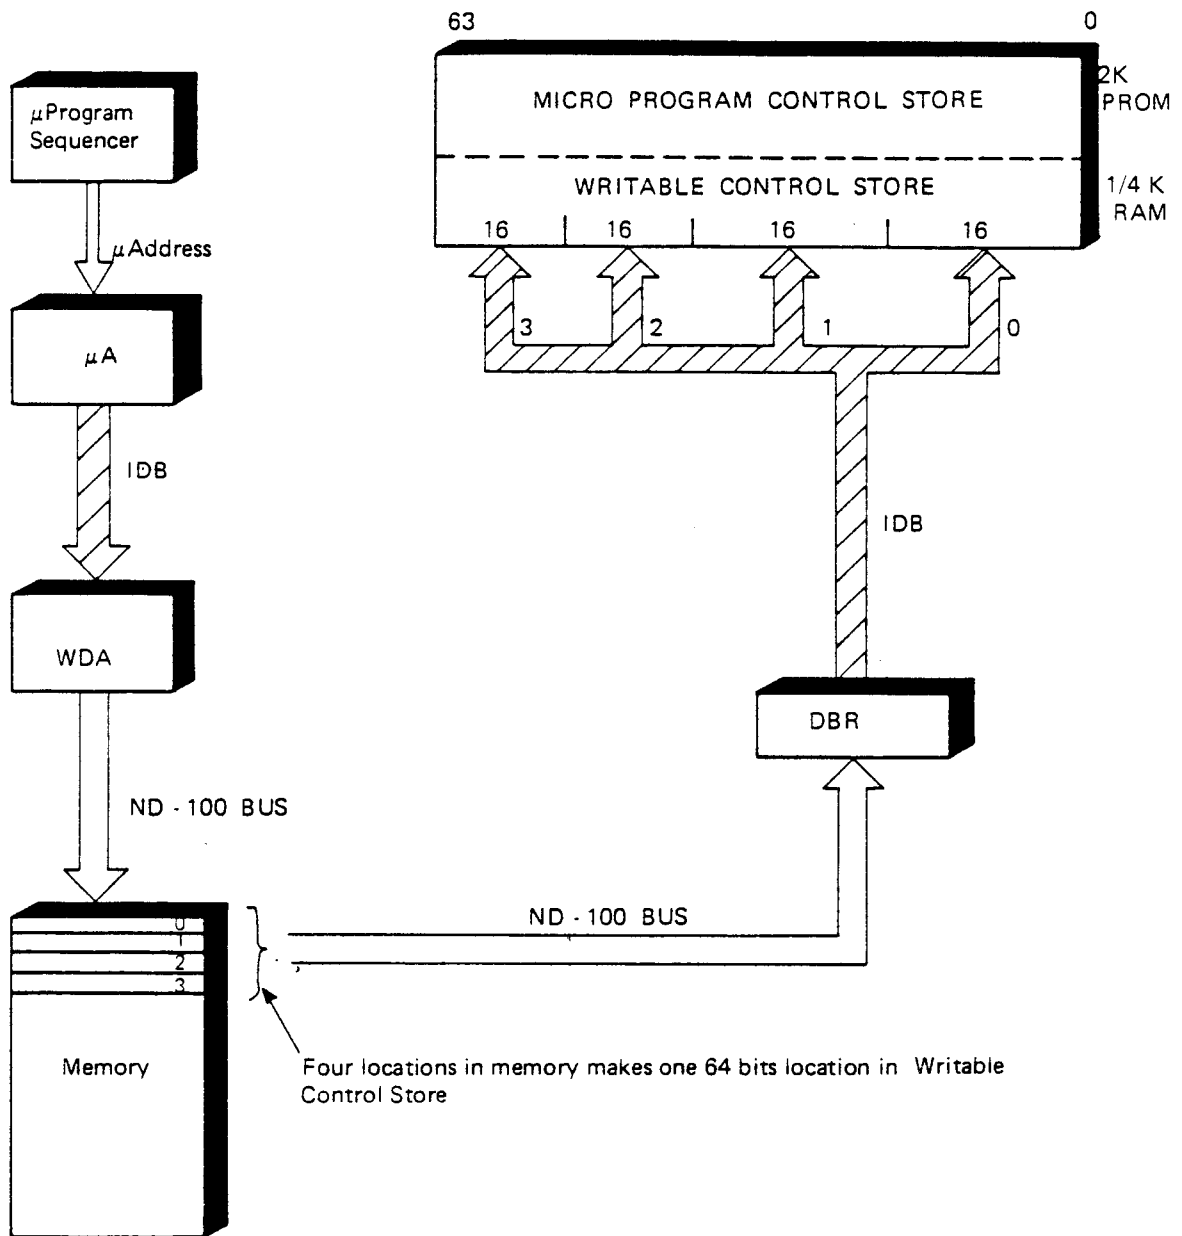 63 0
2K
PROM
MICRO PROGRAM CONTROL STORE
WRITABLE CONTROL STORE
1/4 K
RAM
16 16 16 16
3 2 1 0
μProgram
Sequencer
μAddress
μA
IDB
IDB
WDA
DBR
ND - 100 BUS
ND - 100 BUS
0
1
2
3
Memory
Four locations in memory makes one 64 bits location in Writable
Control Store